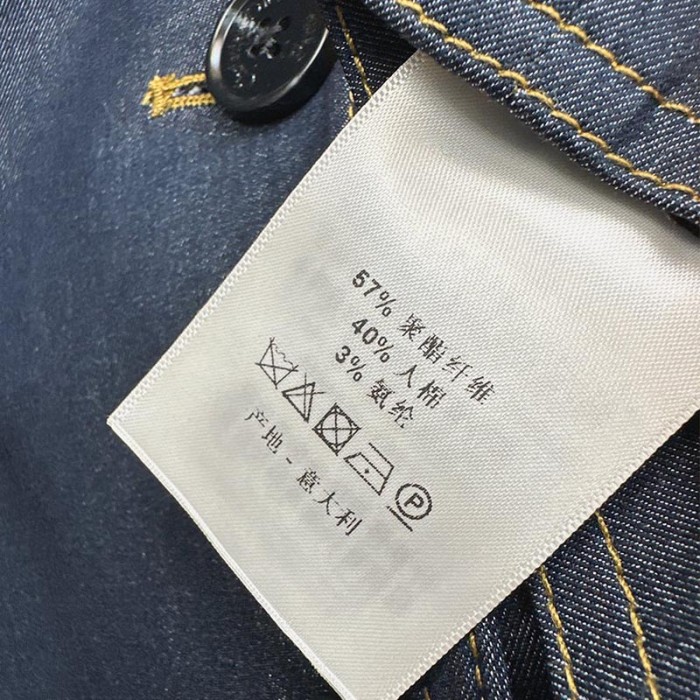 57% 聚酯纤维
40% 人棉
3% 氨纶
P
产地 - 意大利